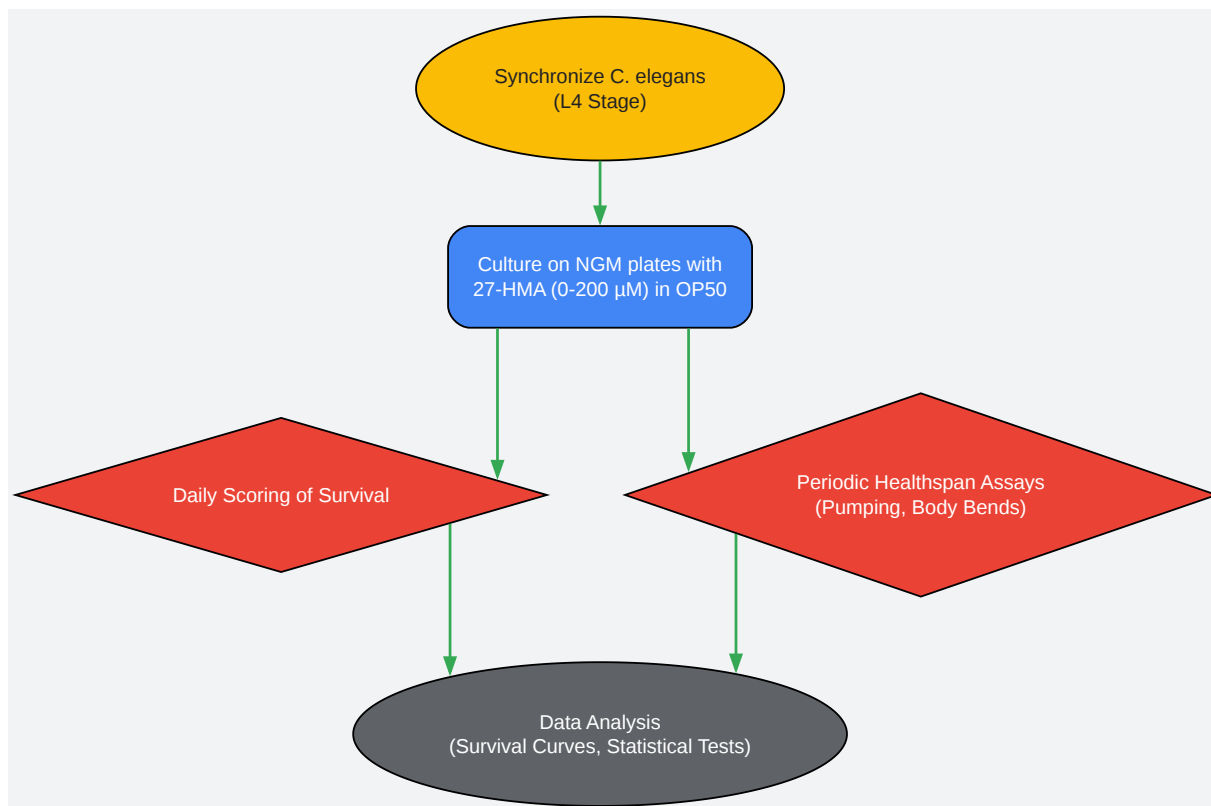 Synchronize C. elegans
(L4 Stage)
Culture on NGM plates with
27-HMA (0-200 µM) in OP50
Daily Scoring of Survival
Periodic Healthspan Assays
(Pumping, Body Bends)
Data Analysis
(Survival Curves, Statistical Tests)